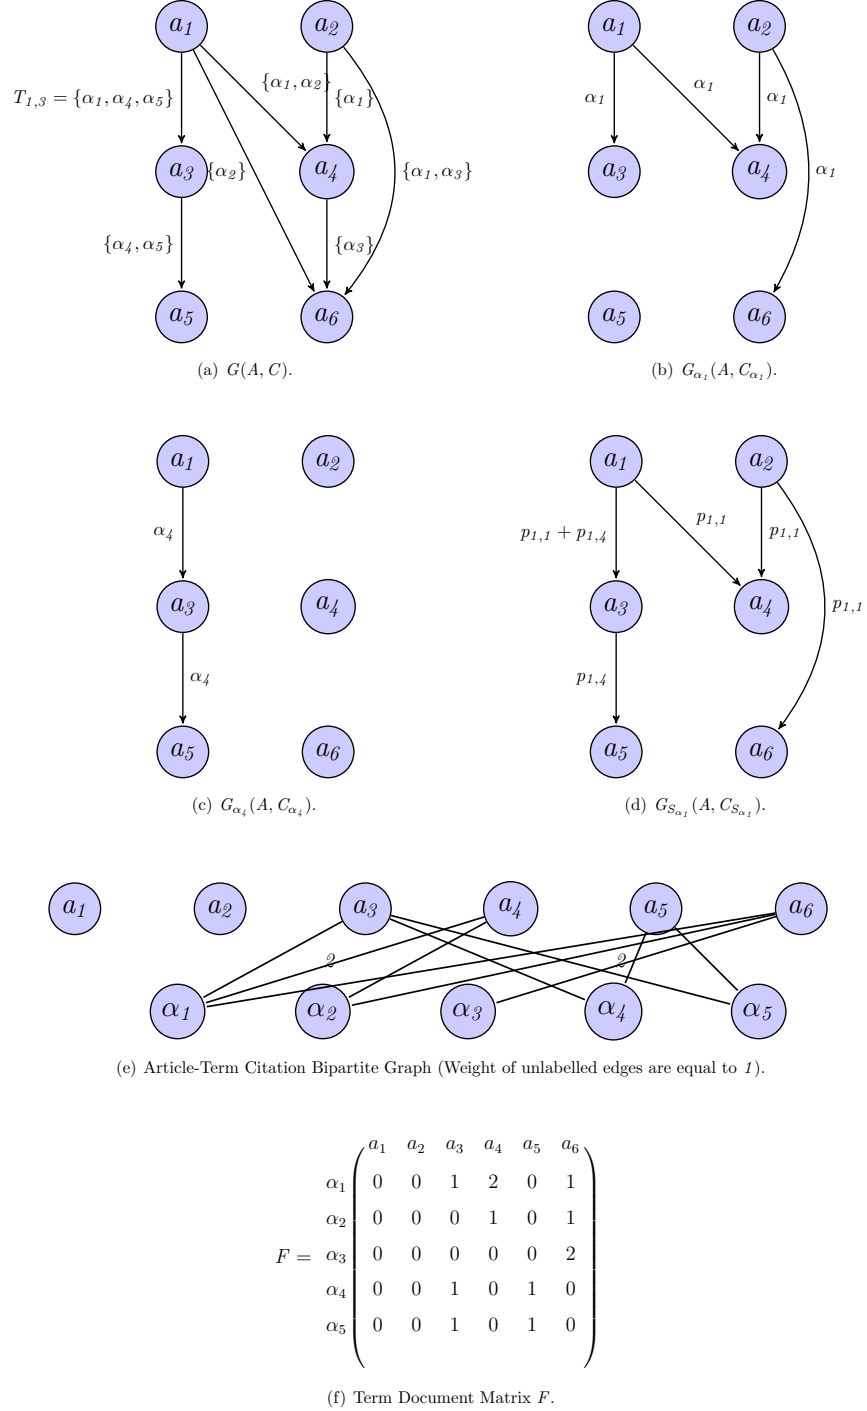 a1 a2
{α1, α2}
T1,3 = {α1, α4, α5} {α1}
a3 {α2} a4 {α1, α3}
{α4, α5} {α3}
a5 a6
(a) G(A, C).
a1 a2
α1 α1 α1
a3 a4 α1
a5 a6
(b) Gα1(A, Cα1).
a1 a2
α4
a3 a4
α4
a5 a6
(c) Gα4(A, Cα4).
a1 a2
p1,1 + p1,4 p1,1 p1,1
a3 a4 p1,1
p1,4
a5 a6
(d) GSα1(A, CSα1).
a1 a2 a3 a4 a5 a6
2 2
α1 α2 α3 α4 α5
(e) Article-Term Citation Bipartite Graph (Weight of unlabelled edges are equal to 1).
a1 a2 a3 a4 a5 a6
α1 0 0 1 2 0 1
α2 0 0 0 1 0 1
F = α3 0 0 0 0 0 2
α4 0 0 1 0 1 0
α5 0 0 1 0 1 0
(f) Term Document Matrix F.